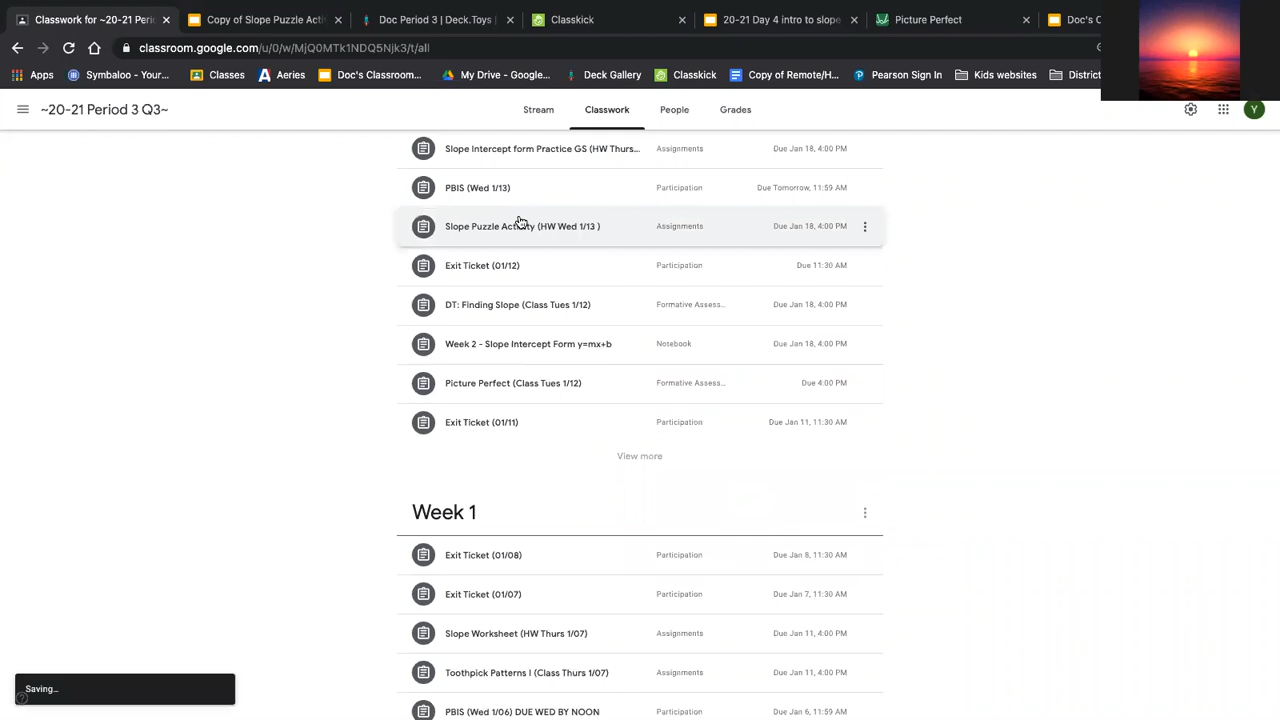 Classwork for ~20-21 Period 3
Copy of Slope Puzzle Acti
Doc Period 3 | Deck.Toys
Classkick
20-21 Day 4 intro to slope
Picture Perfect
Doc's C
classroom.google.com/u/0/w/MjQ0MTk1NDQ5Njk3/t/all
Apps
Symbaloo - Your...
Classes
Aeries
Doc's Classroom...
My Drive - Google...
Deck Gallery
Classkick
Copy of Remote/H...
Pearson Sign In
Kids websites
District
~20-21 Period 3 Q3~
Stream
Classwork
People
Grades
Y
Slope Intercept form Practice GS (HW Thurs... Assignments Due Jan 18, 4:00 PM
PBIS (Wed 1/13) Participation Due Tomorrow, 11:59 AM
Slope Puzzle Activity (HW Wed 1/13 ) Assignments Due Jan 18, 4:00 PM
Exit Ticket (01/12) Participation Due 11:30 AM
DT: Finding Slope (Class Tues 1/12) Formative Assess... Due Jan 18, 4:00 PM
Week 2 - Slope Intercept Form y=mx+b Notebook Due Jan 18, 4:00 PM
Picture Perfect (Class Tues 1/12) Formative Assess... Due 4:00 PM
Exit Ticket (01/11) Participation Due Jan 11, 11:30 AM
View more
Week 1
Exit Ticket (01/08) Participation Due Jan 8, 11:30 AM
Exit Ticket (01/07) Participation Due Jan 7, 11:30 AM
Slope Worksheet (HW Thurs 1/07) Assignments Due Jan 11, 4:00 PM
Toothpick Patterns I (Class Thurs 1/07) Assignments Due Jan 11, 4:00 PM
PBIS (Wed 1/06) DUE WED BY NOON Participation Due Jan 6, 11:59 AM
Saving...